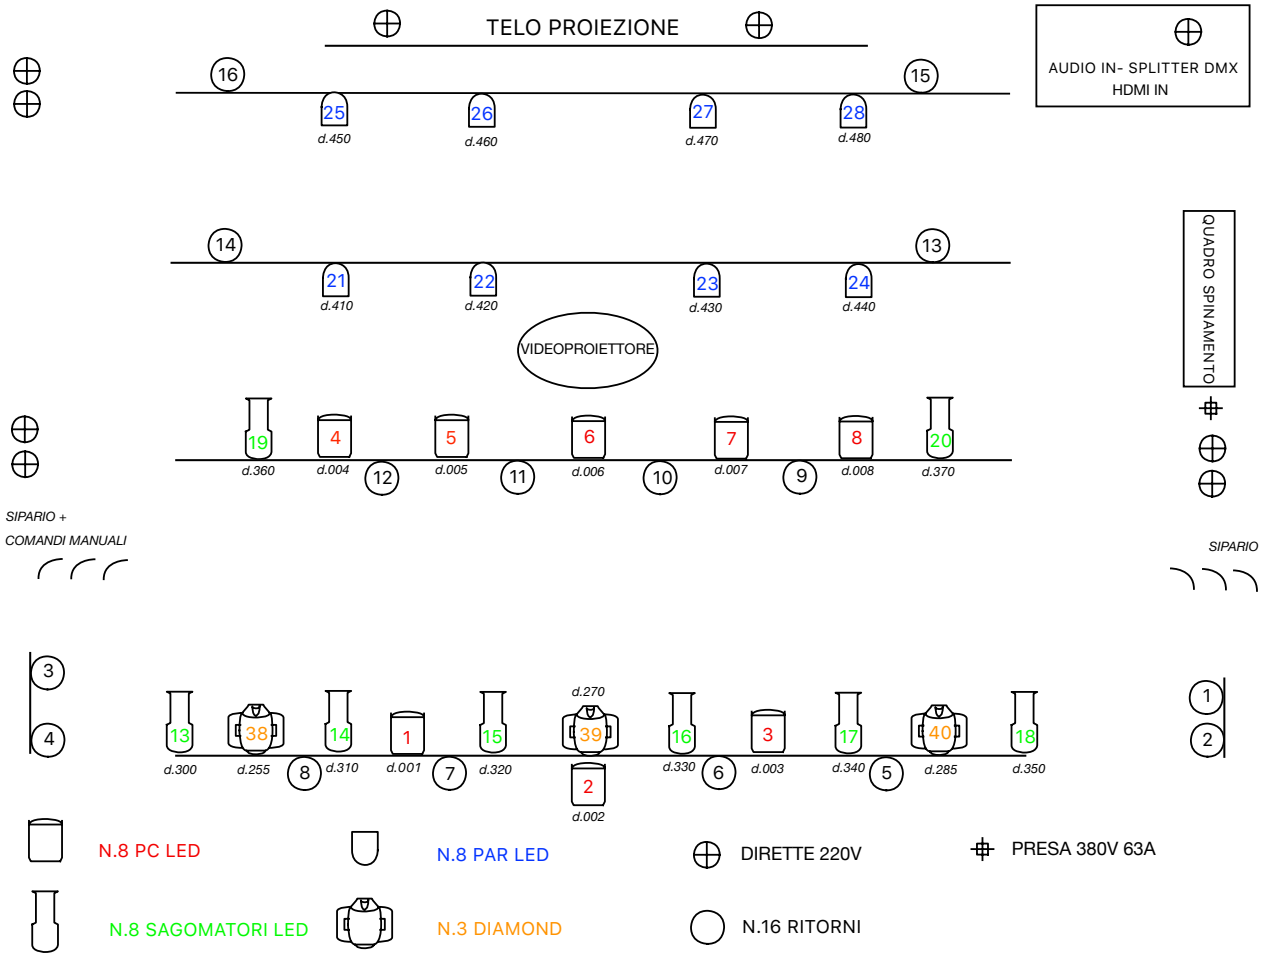 TELO PROIEZIONE
AUDIO IN- SPLITTER DMX
HDMI IN
16
15
25
26
27
28
d.450
d.460
d.470
d.480
14
13
21
22
23
24
d.410
d.420
d.430
d.440
QUADRO SPINAMENTO
VIDEOPROIETTORE
19
4
5
6
7
8
20
d.360
d.004
d.005
d.006
d.007
d.008
d.370
12
11
10
9
SIPARIO +
COMANDI MANUALI
SIPARIO
3
4
1
2
d.270
13
38
14
1
15
39
16
3
17
40
18
d.300
d.255
8
d.310
d.001
7
d.320
2
d.002
d.330
6
d.003
d.340
5
d.285
d.350
N.8 PC LED
N.8 PAR LED
DIRETTE 220V
PRESA 380V 63A
N.8 SAGOMATORI LED
N.3 DIAMOND
N.16 RITORNI